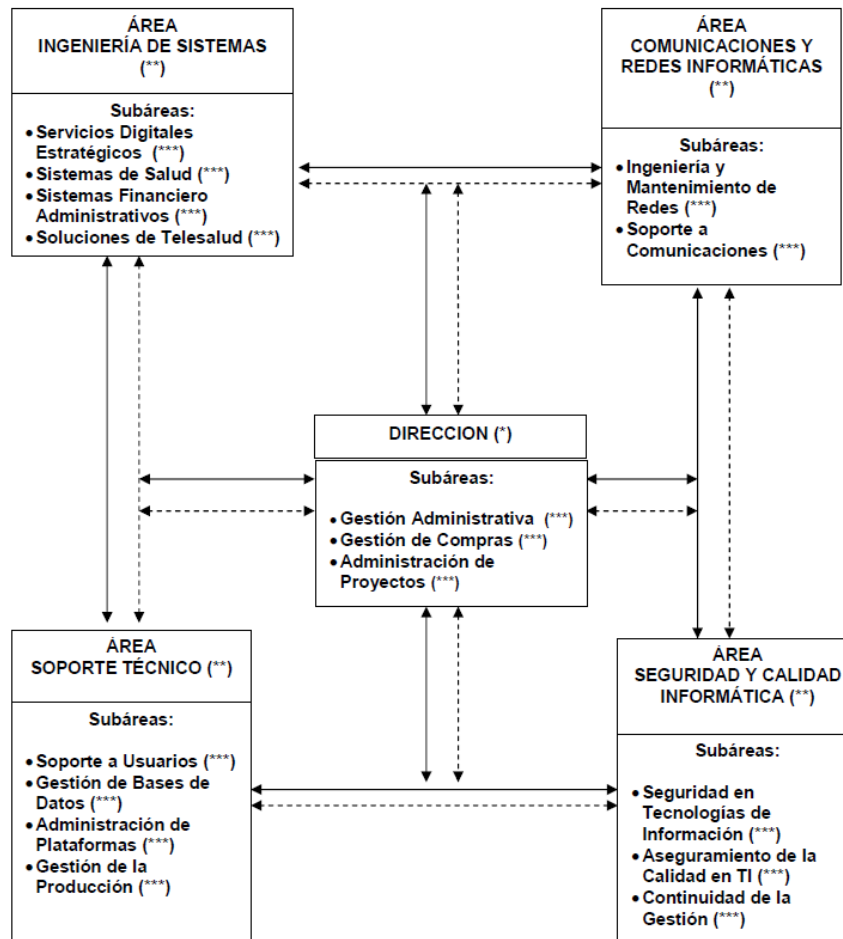 ÁREA
INGENIERÍA DE SISTEMAS
(**)
Subáreas:
• Servicios Digitales
Estratégicos (***)
• Sistemas de Salud (***)
• Sistemas Financiero
Administrativos (***)
• Soluciones de Telesalud (***)
ÁREA
COMUNICACIONES Y
REDES INFORMÁTICAS
(**)
Subáreas:
• Ingeniería y
Mantenimiento de
Redes (***)
• Soporte a
Comunicaciones (***)
DIRECCION (*)
Subáreas:
• Gestión Administrativa (***)
• Gestión de Compras (***)
• Administración de
Proyectos (***)
ÁREA
SOPORTE TÉCNICO (**)
Subáreas:
• Soporte a Usuarios (***)
• Gestión de Bases de
Datos (***)
• Administración de
Plataformas (***)
• Gestión de la
Producción (***)
ÁREA
SEGURIDAD Y CALIDAD
INFORMÁTICA (**)
Subáreas:
• Seguridad en
Tecnologías de
Información (***)
• Aseguramiento de la
Calidad en TI (***)
• Continuidad de la
Gestión (***)